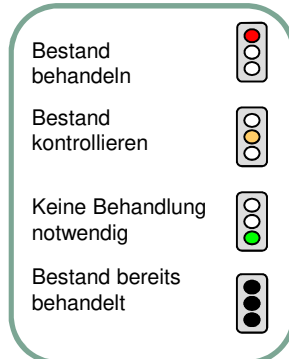 Bestand
behandeln
Bestand
kontrollieren
Keine Behandlung
notwendig
Bestand bereits
behandelt